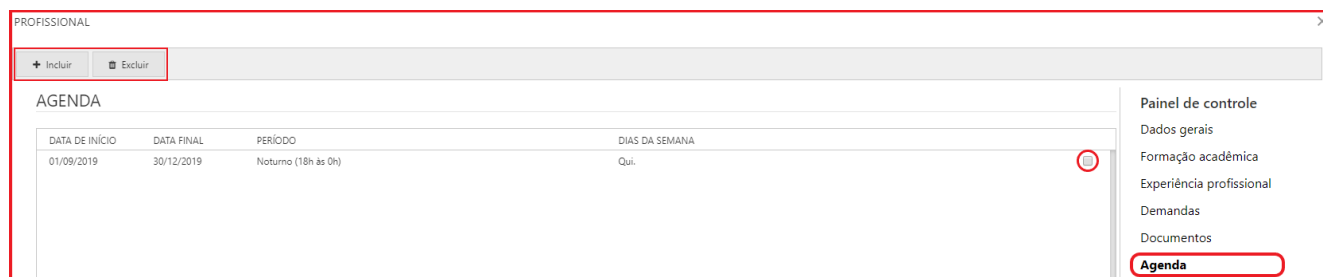 PROFISSIONAL
Incluir Excluir
AGENDA
DATA DE INÍCIO DATA FINAL PERÍODO DIAS DA SEMANA
01/09/2019 30/12/2019 Noturno (18h às 0h) Qui.
Painel de controle
Dados gerais
Formação acadêmica
Experiência profissional
Demandas
Documentos
Agenda